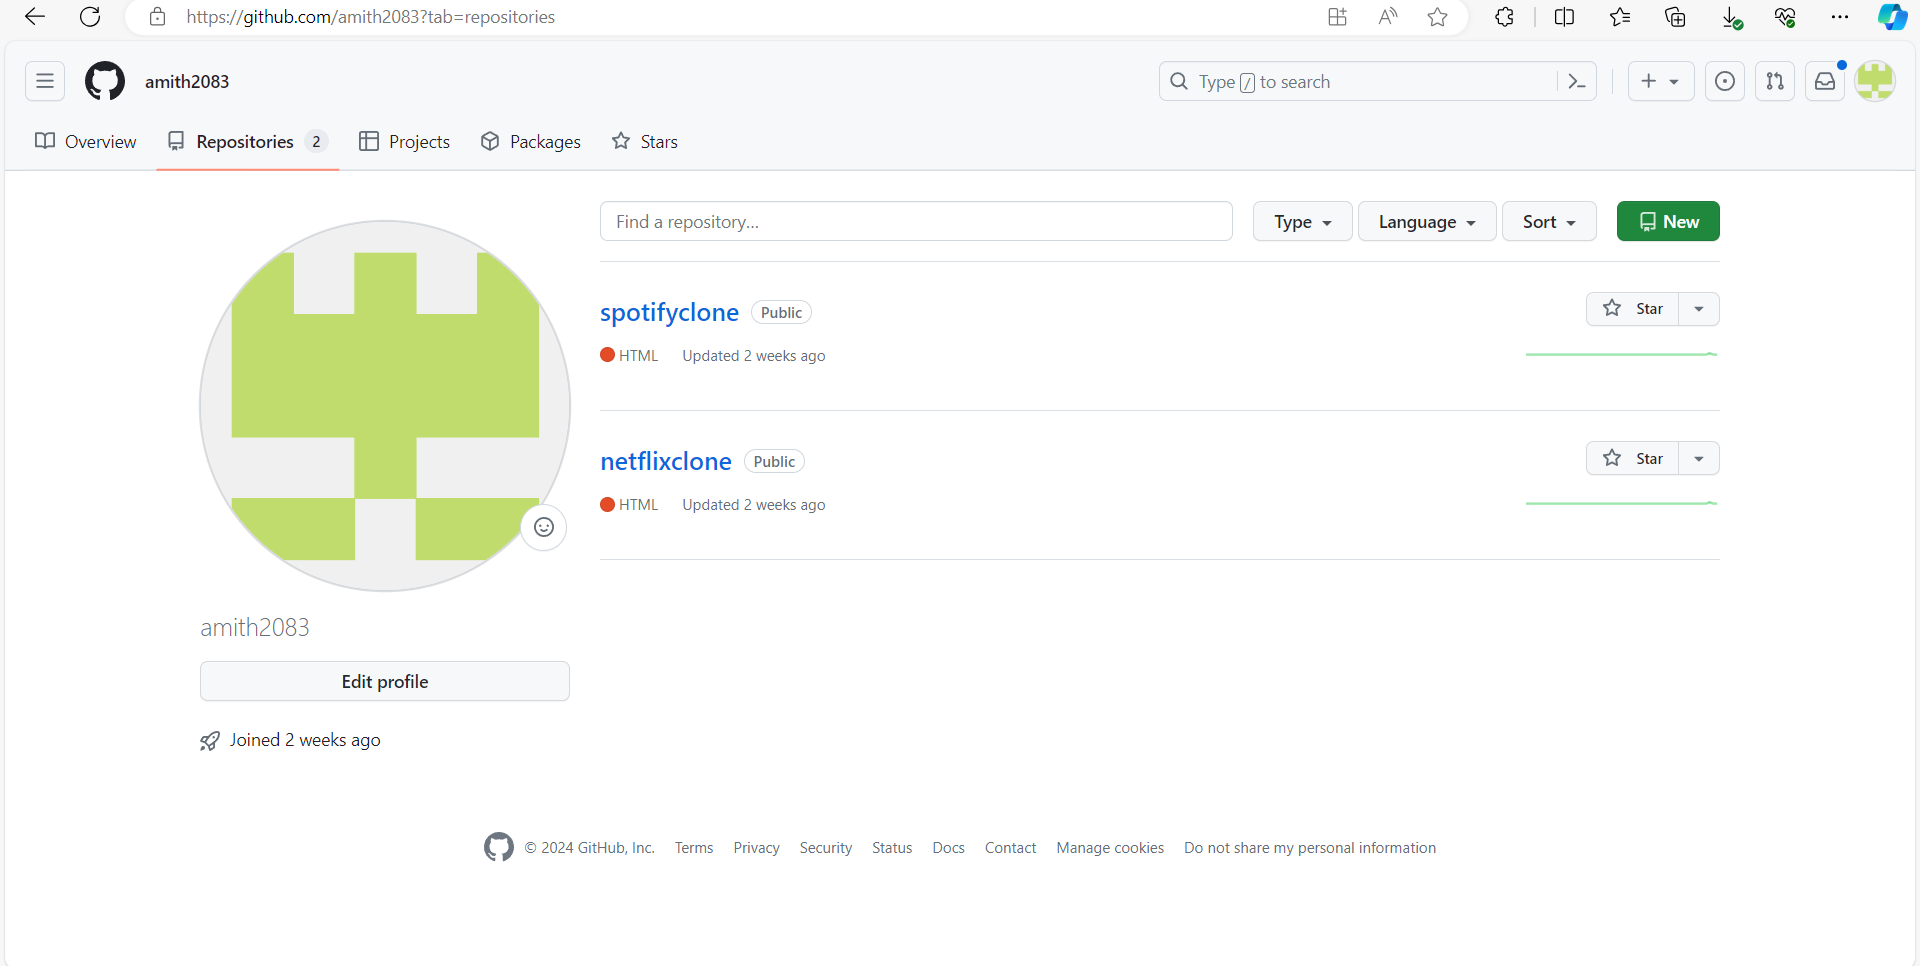 https://github.com/amith2083?tab=repositories
amith2083
Type / to search
Overview Repositories 2 Projects Packages Stars
Find a repository... Type Language Sort New
spotifyclone Public Star
HTML Updated 2 weeks ago
netflixclone Public Star
HTML Updated 2 weeks ago
amith2083
Edit profile
Joined 2 weeks ago
© 2024 GitHub, Inc. Terms Privacy Security Status Docs Contact Manage cookies Do not share my personal information